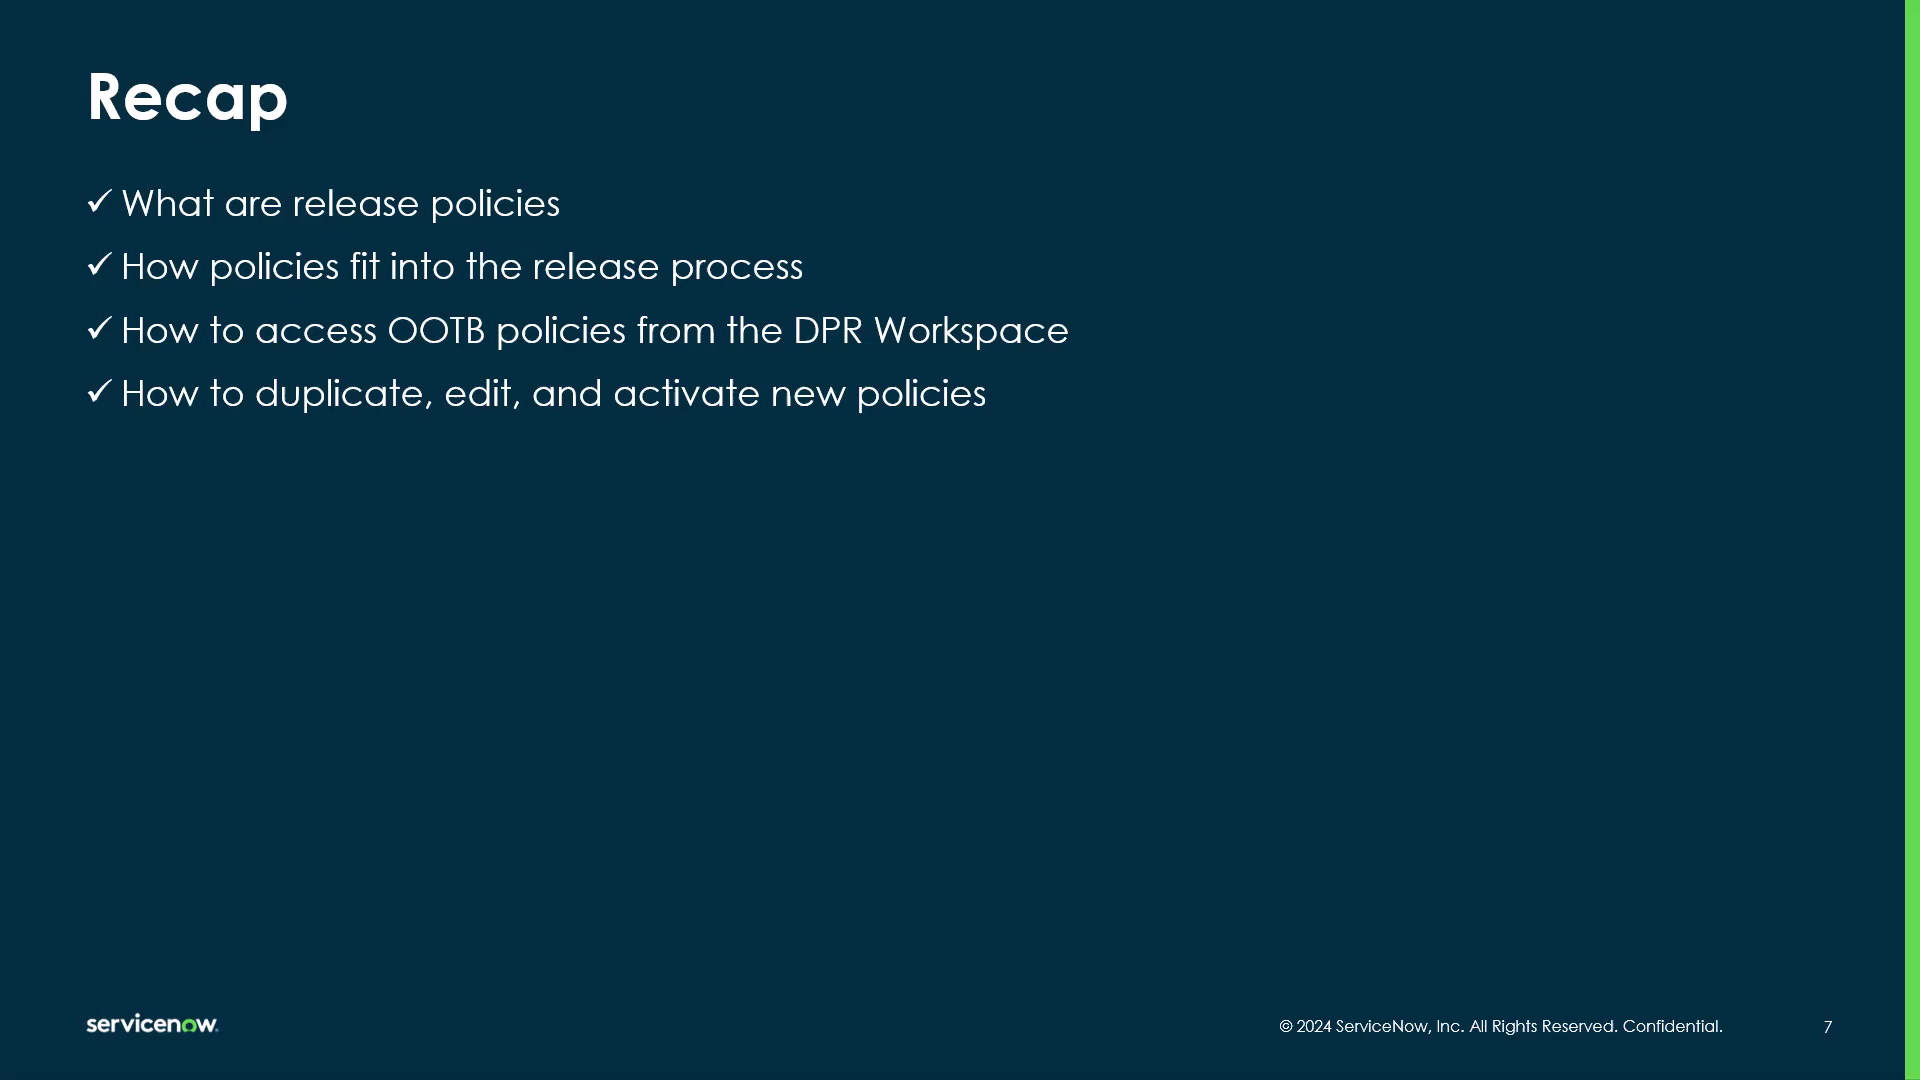 Recap
✓ What are release policies
✓ How policies fit into the release process
✓ How to access OOTB policies from the DPR Workspace
✓ How to duplicate, edit, and activate new policies
servicenow.
© 2024 ServiceNow, Inc. All Rights Reserved. Confidential.
7